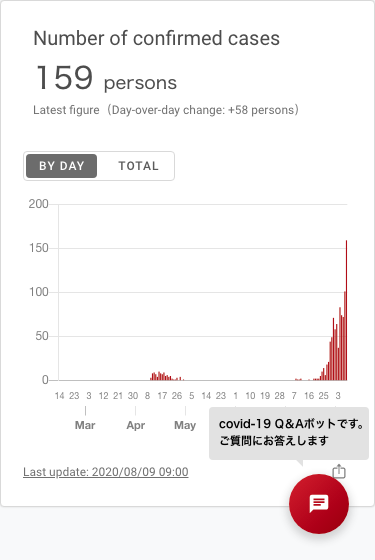 Number of confirmed cases
159 persons
Latest figure（Day-over-day change: +58 persons）
BY DAY TOTAL
200
150
100
50
0
14 23 3 12 21 30 8 17 26 5 14 23 1 10 19 28 7 16 25 3
Mar Apr May
covid-19 Q&Aボットです。
ご質問にお答えします
Last update: 2020/08/09 09:00